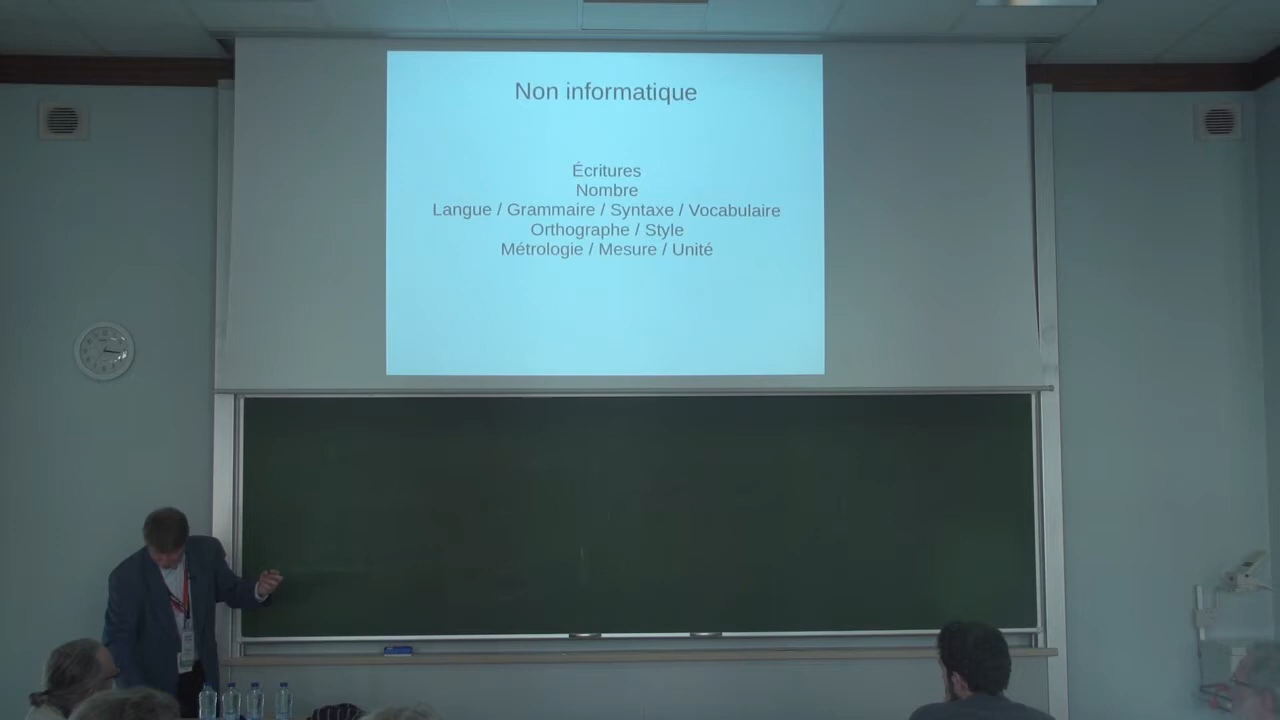 Non informatique
Écritures
Nombre
Langue / Grammaire / Syntaxe / Vocabulaire
Orthographe / Style
Métrologie / Mesure / Unité